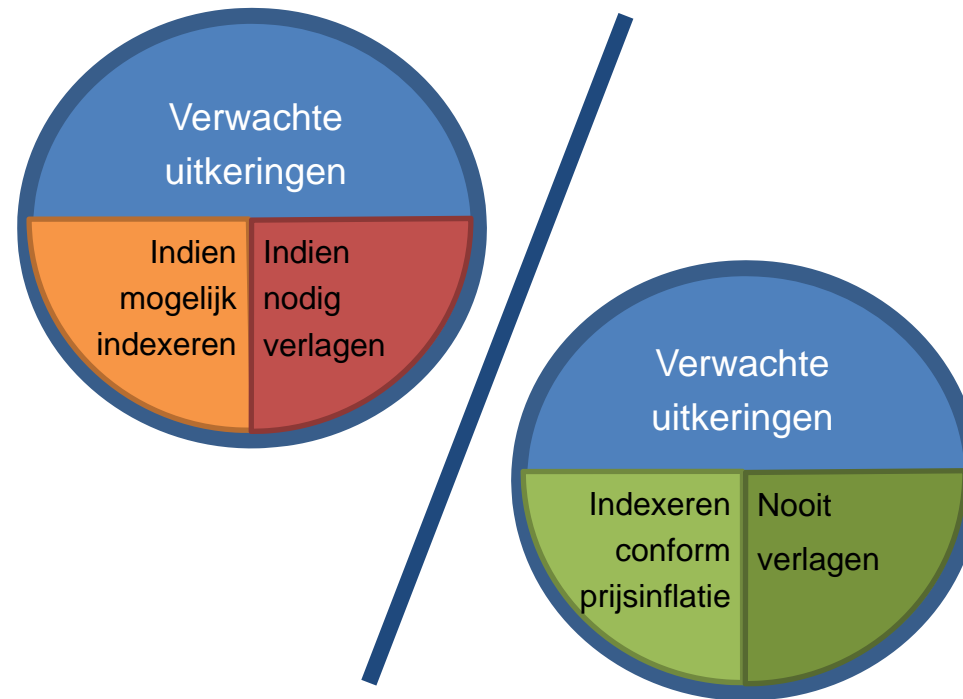 Verwachte
uitkeringen
Indien
mogelijk
indexeren
Indien
nodig
verlagen
Verwachte
uitkeringen
Indexeren
conform
prijsinflatie
Nooit
verlagen